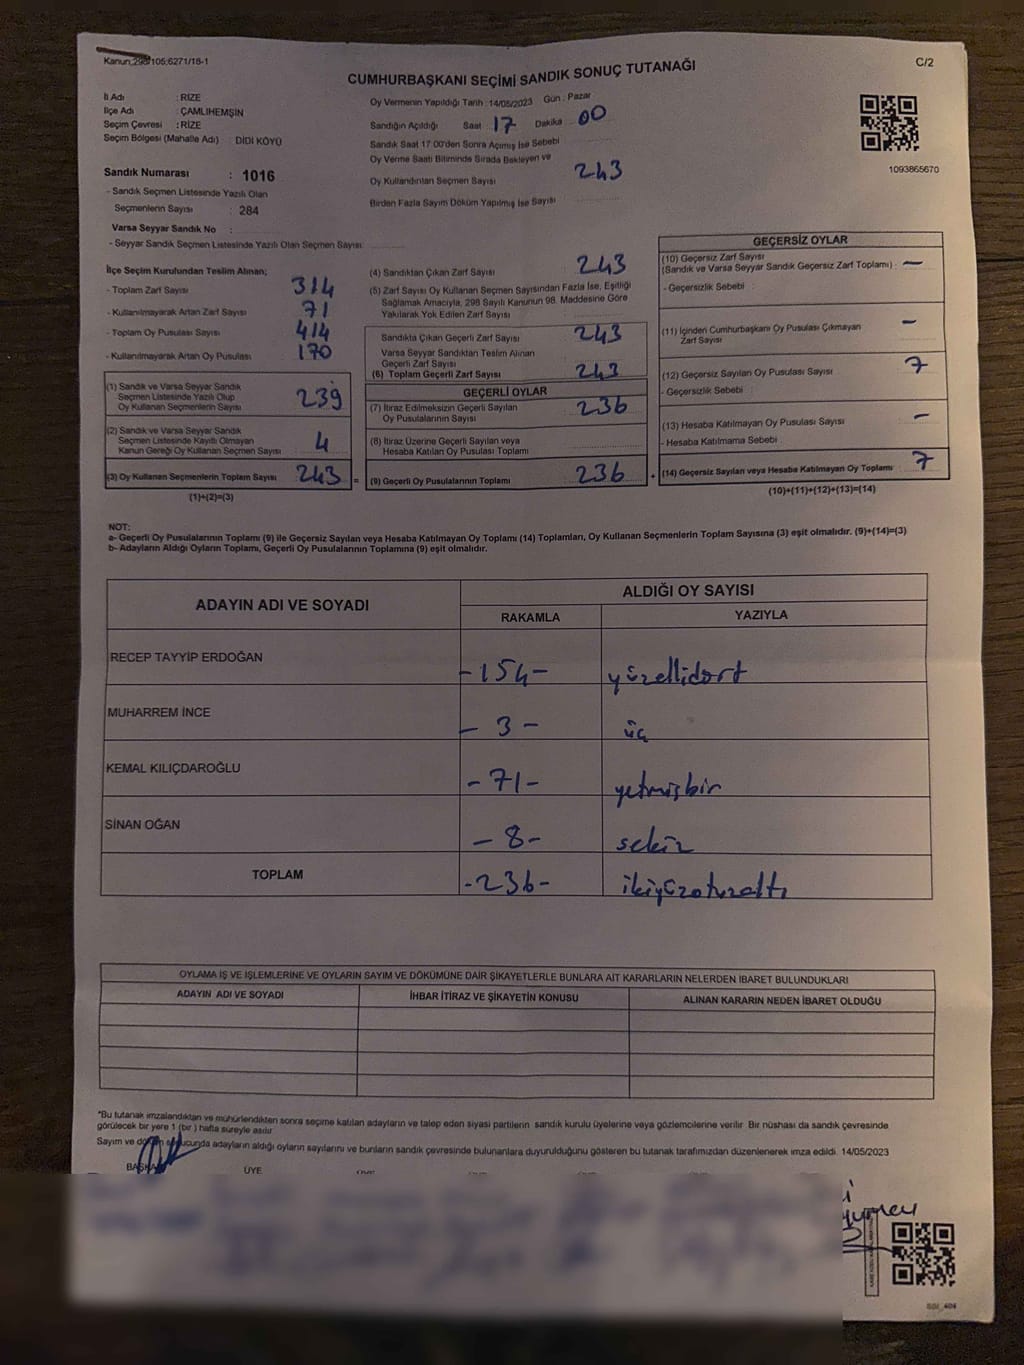 Kanun:298/105;6271/18-1
CUMHURBAŞKANI SEÇİMİ SANDIK SONUÇ TUTANAĞI
C/2
İl Adı : RİZE
İlçe Adı : ÇAMLIHEMŞİN
Seçim Çevresi : RİZE
Seçim Bölgesi (Mahalle Adı) : DİDİ KÖYÜ
Oy Vermenin Yapıldığı Tarih : 14/05/2023 Gün : Pazar
Sandığın Açıldığı Saat : 17 Dakika : 00
Sandık Saat 17 00'den Sonra Açımış İse Sebebi
Oy Verme Saati Bitiminde Sırada Bekleyen ve
Oy Kullandırılan Seçmen Sayısı 243
Birden Fazla Sayım Döküm Yapılmış İse Sayısı
1093865670
Sandık Numarası : 1016
- Sandık Seçmen Listesinde Yazılı Olan
Seçmenlerin Sayısı : 284
Varsa Seyyar Sandık No :
- Seyyar Sandık Seçmen Listesinde Yazılı Olan Seçmen Sayısı:
İlçe Seçim Kurulundan Teslim Alınan;
- Toplam Zarf Sayısı : 314
- Kullanılmayarak Artan Zarf Sayısı : 71
- Toplam Oy Pusulası Sayısı : 414
- Kullanılmayarak Artan Oy Pusulası : 170
(1) Sandık ve Varsa Seyyar Sandık
Seçmen Listesinde Yazılı Olup
Oy Kullanan Seçmenlerin Sayısı : 239
(2) Sandık ve Varsa Seyyar Sandık
Seçmen Listesinde Kayıtlı Olmayan
Kanun Gereği Oy Kullanan Seçmen Sayısı : 4
(3) Oy Kullanan Seçmenlerin Toplam Sayısı : 243 =
(1)+(2)=(3)
(4) Sandıktan Çıkan Zarf Sayısı : 243
(5) Zarf Sayısı Oy Kullanan Seçmen Sayısından Fazla İse, Eşitliği
Sağlamak Amacıyla, 298 Sayılı Kanunun 98. Maddesine Göre
Yakılarak Yok Edilen Zarf Sayısı :
Sandıkta Çıkan Geçerli Zarf Sayısı : 243
Varsa Seyyar Sandıktan Teslim Alınan
Geçerli Zarf Sayısı :
(6) Toplam Geçerli Zarf Sayısı : 243
GEÇERLİ OYLAR
(7) İtiraz Edilmeksizin Geçerli Sayılan
Oy Pusulalarının Sayısı : 236
(8) İtiraz Üzerine Geçerli Sayılan veya
Hesaba Katılan Oy Pusulası Toplamı :
(9) Geçerli Oy Pusulalarının Toplamı : 236 +
GEÇERSİZ OYLAR
(10) Geçersiz Zarf Sayısı
(Sandık ve Varsa Seyyar Sandık Geçersiz Zarf Toplamı) : —
- Geçersizlik Sebebi :
(11) İçinden Cumhurbaşkanı Oy Pusulası Çıkmayan
Zarf Sayısı : —
(12) Geçersiz Sayılan Oy Pusulası Sayısı : 7
- Geçersizlik Sebebi :
(13) Hesaba Katılmayan Oy Pusulası Sayısı : —
- Hesaba Katılmama Sebebi :
(14) Geçersiz Sayılan veya Hesaba Katılmayan Oy Toplamı : 7
(10)+(11)+(12)+(13)=(14)
NOT:
a- Geçerli Oy Pusulalarının Toplamı (9) ile Geçersiz Sayılan veya Hesaba Katılmayan Oy Toplamı (14) Toplamları, Oy Kullanan Seçmenlerin Toplam Sayısına (3) eşit olmalıdır. (9)+(14)=(3)
b- Adayların Aldığı Oyların Toplamı, Geçerli Oy Pusulalarının Toplamına (9) eşit olmalıdır.
ADAYIN ADI VE SOYADI
ALDIĞI OY SAYISI
RAKAMLA YAZIYLA
RECEP TAYYİP ERDOĞAN -154- yüzellidört
MUHARREM İNCE - 3 - üç
KEMAL KILIÇDAROĞLU -71- yetmişbir
SİNAN OĞAN - 8 - sekiz
TOPLAM -236- ikiyüzotuzaltı
OYLAMA İŞ VE İŞLEMLERİNE VE OYLARIN SAYIM VE DÖKÜMÜNE DAİR ŞİKAYETLERLE BUNLARA AİT KARARLARIN NELERDEN İBARET BULUNDUKLARI
ADAYIN ADI VE SOYADI İHBAR İTİRAZ VE ŞİKAYETİN KONUSU ALINAN KARARIN NEDEN İBARET OLDUĞU
*Bu tutanak imzalandıktan ve mühürlendikten sonra seçime katılan adayların ve talep eden siyasi partilerin sandık kurulu üyelerine veya gözlemcilerine verilir. Bir nüshası da sandık çevresinde
görülecek bir yere 1 (bir) hafta süreyle asılır.
Sayım ve döküm sonucunda adayların aldığı oyların sayılarını ve bunların sandık çevresinde bulunanlara duyurulduğunu gösteren bu tutanak tarafımızdan düzenlenerek imza edildi. 14/05/2023
BAŞKAN ÜYE